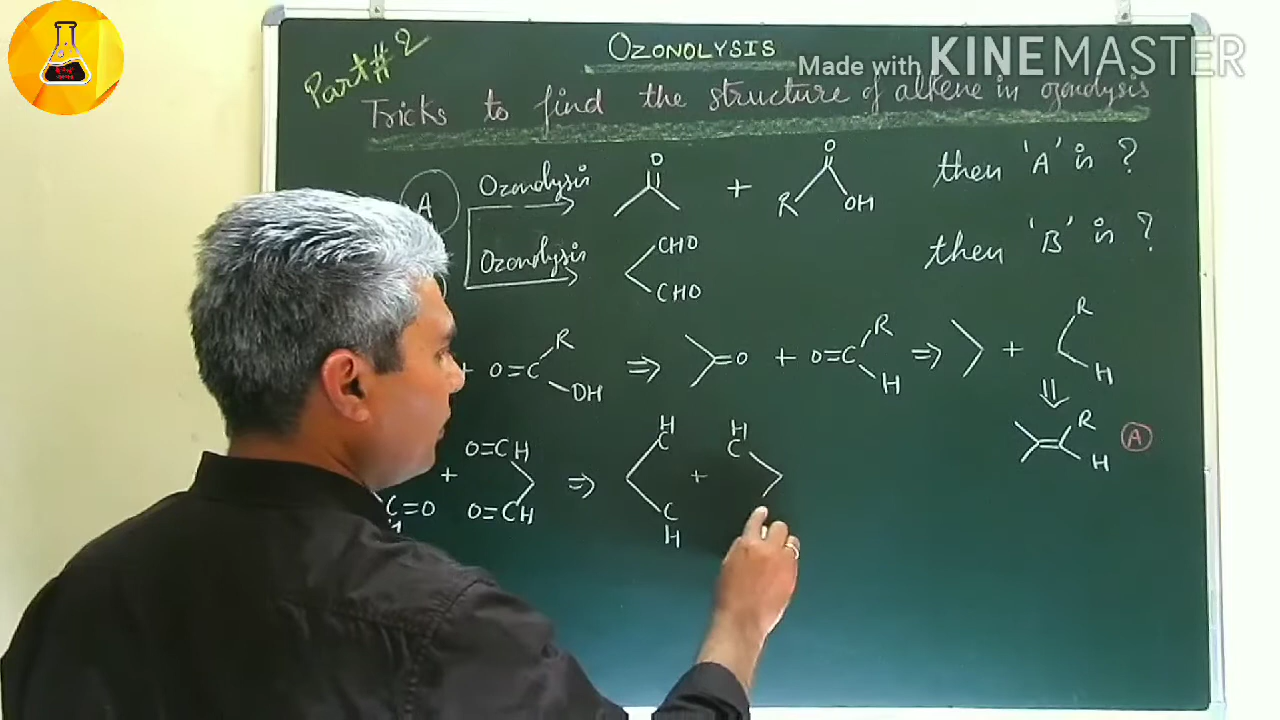 Part # 2
OZONOLYSIS
Made with KINEMASTER
Tricks to find the structure of alkene in ozonolysis
A Ozonolysis O + R O OH then 'A' is ?
Ozonolysis CHO CHO then 'B' is ?
+ O=C R OH ⇒ =O + O=C R H ⇒ + R H
⇓
R H A
C=O H + O=CH O=CH ⇒ H C C H + H C